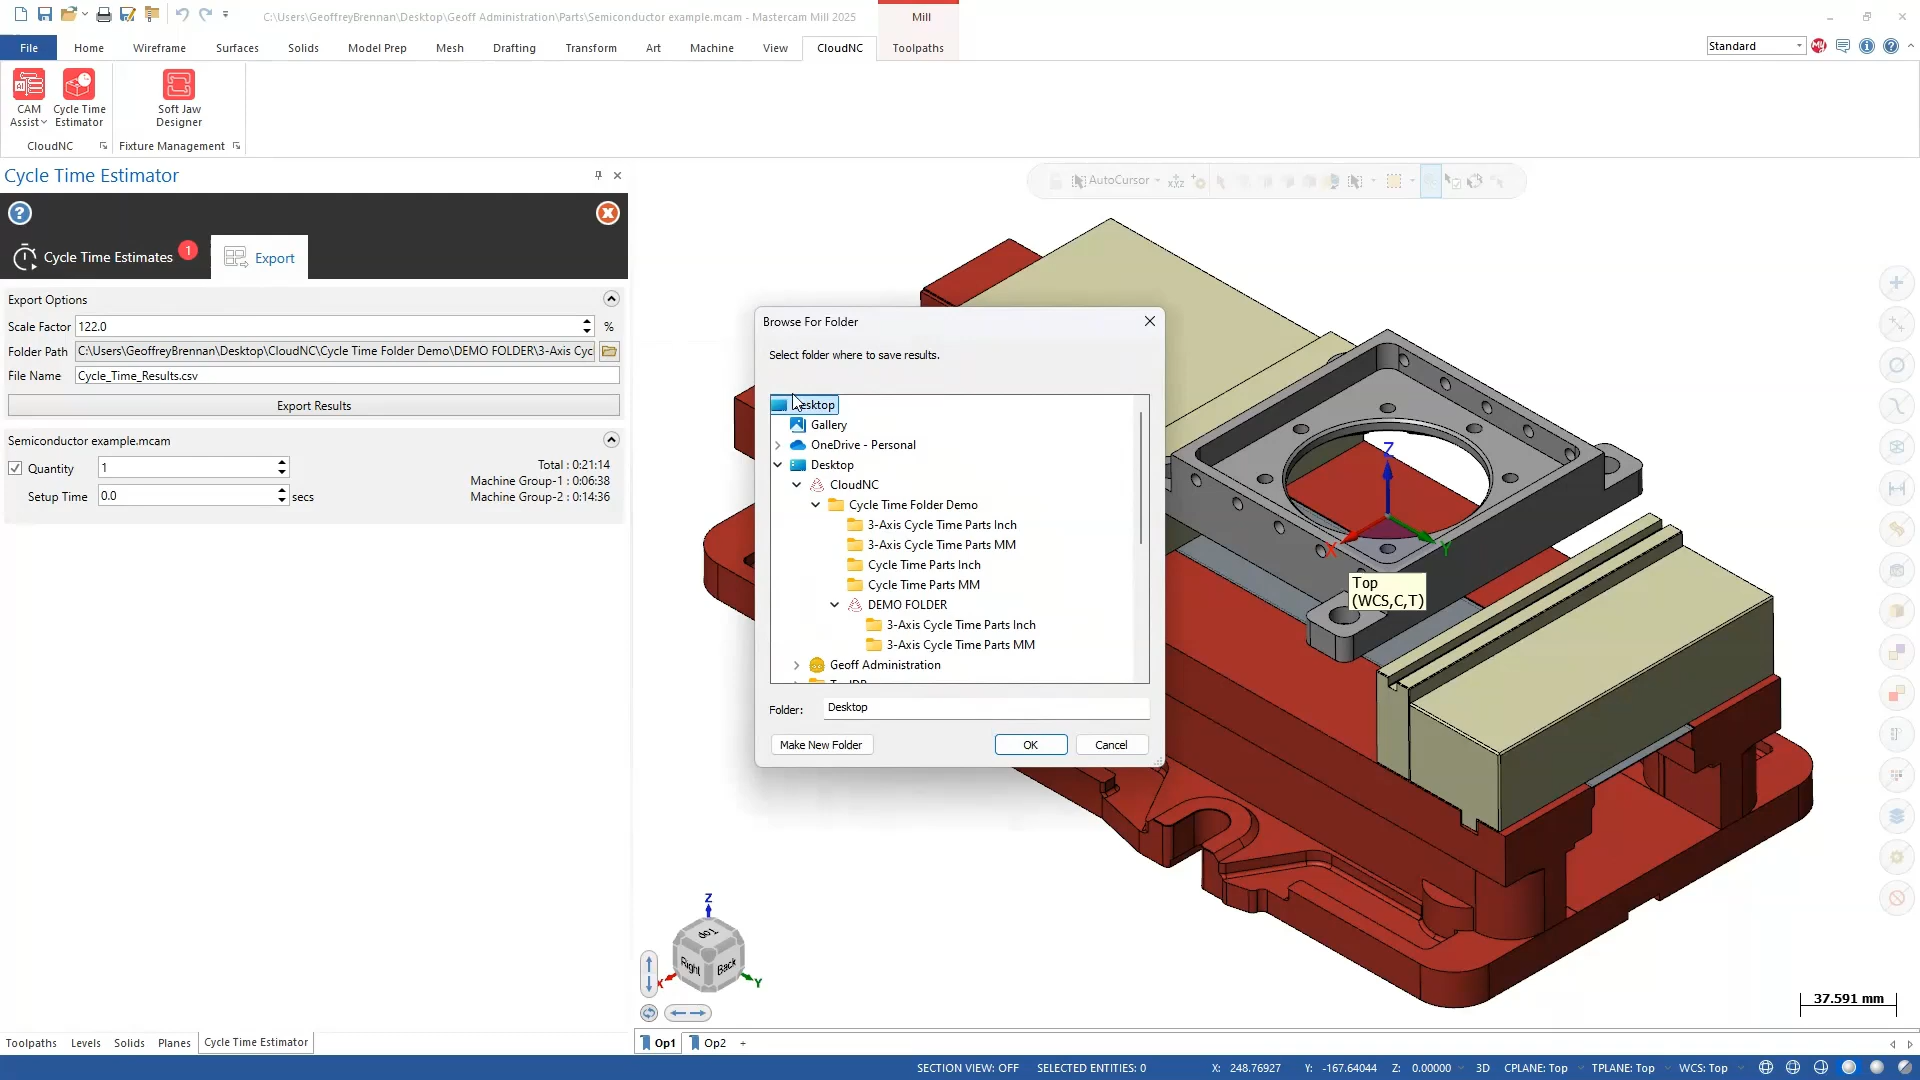 C:\Users\GeoffreyBrennan\Desktop\Geoff Administration\Parts\Semiconductor example.mcam - Mastercam Mill 2025
Mill
File
Home
Wireframe
Surfaces
Solids
Model Prep
Mesh
Drafting
Transform
Art
Machine
View
CloudNC
Toolpaths
Standard
CAM Assist
Cycle Time Estimator
Soft Jaw Designer
CloudNC
Fixture Management
Cycle Time Estimator
Cycle Time Estimates 1
Export
Export Options
Scale Factor 122.0 %
Folder Path C:\Users\GeoffreyBrennan\Desktop\CloudNC\Cycle Time Folder Demo\DEMO FOLDER\3-Axis Cyc
File Name Cycle_Time_Results.csv
Export Results
Semiconductor example.mcam
Quantity 1
Setup Time 0.0 secs
Total : 0:21:14
Machine Group-1 : 0:06:38
Machine Group-2 : 0:14:36
AutoCursor
Browse For Folder
Select folder where to save results.
Desktop
Gallery
OneDrive - Personal
Desktop
CloudNC
Cycle Time Folder Demo
3-Axis Cycle Time Parts Inch
3-Axis Cycle Time Parts MM
Cycle Time Parts Inch
Cycle Time Parts MM
DEMO FOLDER
3-Axis Cycle Time Parts Inch
3-Axis Cycle Time Parts MM
Geoff Administration
Folder: Desktop
Make New Folder
OK
Cancel
Z
X
Y
Top
(WCS,C,T)
Z
Top
Right
Back
X
Y
37.591 mm
Toolpaths
Levels
Solids
Planes
Cycle Time Estimator
Op1
Op2
+
SECTION VIEW: OFF
SELECTED ENTITIES: 0
X: 248.76927
Y: -167.64044
Z: 0.00000
3D
CPLANE: Top
TPLANE: Top
WCS: Top